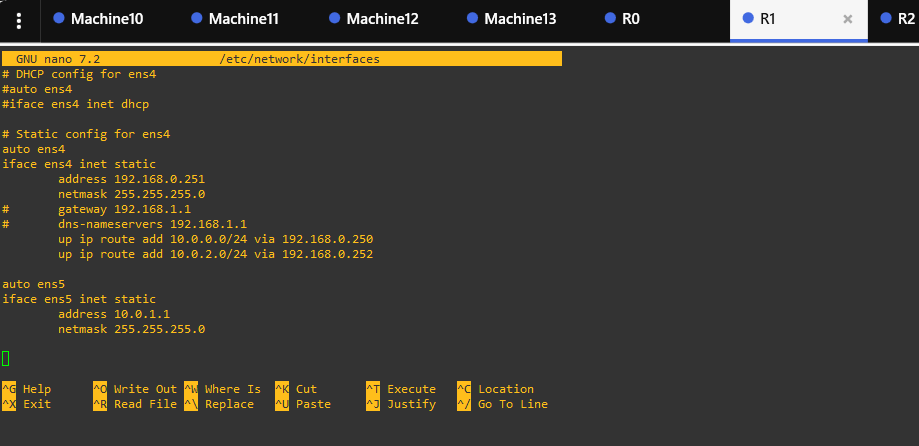 Machine10 Machine11 Machine12 Machine13 R0 R1 × R2
GNU nano 7.2 /etc/network/interfaces
# DHCP config for ens4
#auto ens4
#iface ens4 inet dhcp
# Static config for ens4
auto ens4
iface ens4 inet static
address 192.168.0.251
netmask 255.255.255.0
# gateway 192.168.1.1
# dns-nameservers 192.168.1.1
up ip route add 10.0.0.0/24 via 192.168.0.250
up ip route add 10.0.2.0/24 via 192.168.0.252
auto ens5
iface ens5 inet static
address 10.0.1.1
netmask 255.255.255.0
^G Help ^O Write Out ^W Where Is ^K Cut ^T Execute ^C Location
^X Exit ^R Read File ^\ Replace ^U Paste ^J Justify ^/ Go To Line